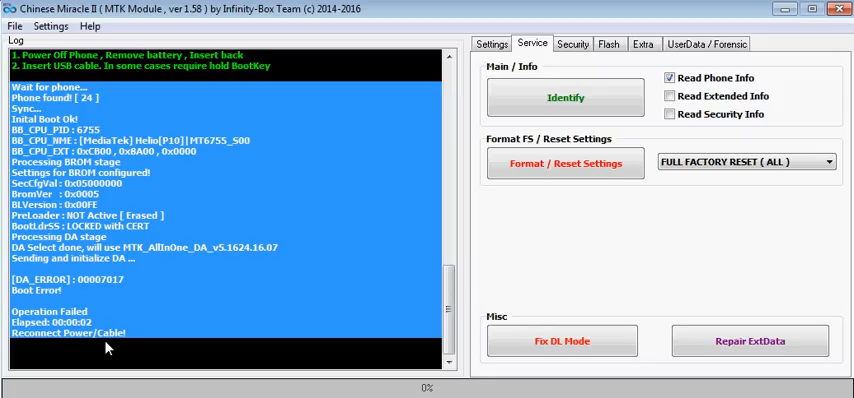 Chinese Miracle II ( MTK Module , ver 1.58 ) by Infinity-Box Team (c) 2014-2016
File Settings Help
Log
1. Power Off Phone , Remove battery , Insert back
2. Insert USB cable. In some cases require hold BootKey
Wait for phone...
Phone found! [ 24 ]
Sync...
Inital Boot Ok!
BB_CPU_PID : 6755
BB_CPU_NME : [MediaTek] Helio[P10]|MT6755_S00
BB_CPU_EXT : 0xCB00 , 0x8A00 , 0x0000
Processing BROM stage
Settings for BROM configured!
SecCfgVal : 0x05000000
BromVer : 0x0005
BLVersion : 0x00FE
PreLoader : NOT Active [ Erased ]
BootLdrSS : LOCKED with CERT
Processing DA stage
DA Select done, will use MTK_AllInOne_DA_v5.1624.16.07
Sending and initialize DA ...
[DA_ERROR] : 00007017
Boot Error!
Operation Failed
Elapsed: 00:00:02
Reconnect Power/Cable!
Settings Service Security Flash Extra UserData / Forensic
Main / Info
Identify
Read Phone Info
Read Extended Info
Read Security Info
Format FS / Reset Settings
Format / Reset Settings
FULL FACTORY RESET ( ALL )
Misc
Fix DL Mode
Repair ExtData
0%